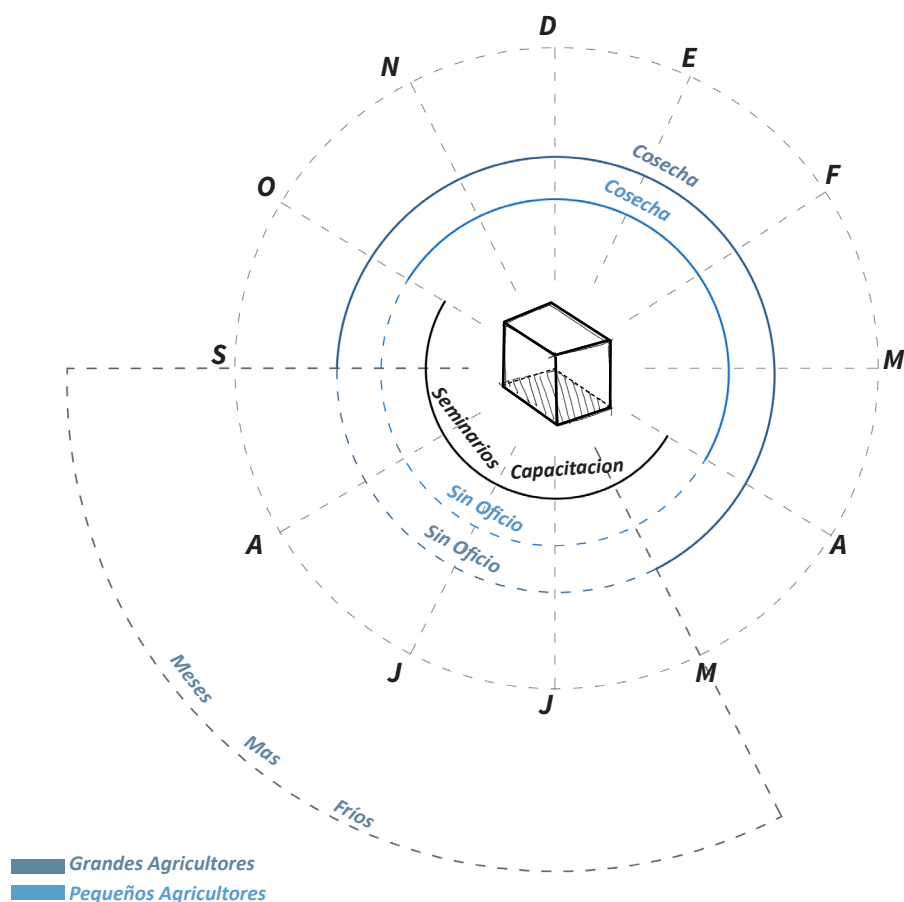 D
E
N
F
O
Cosecha
Cosecha
S
M
Seminarios
Capacitacion
Sin Oficio
Sin Oficio
A
A
J
M
J
Meses
Mas
Fríos
Grandes Agricultores
Pequeños Agricultores